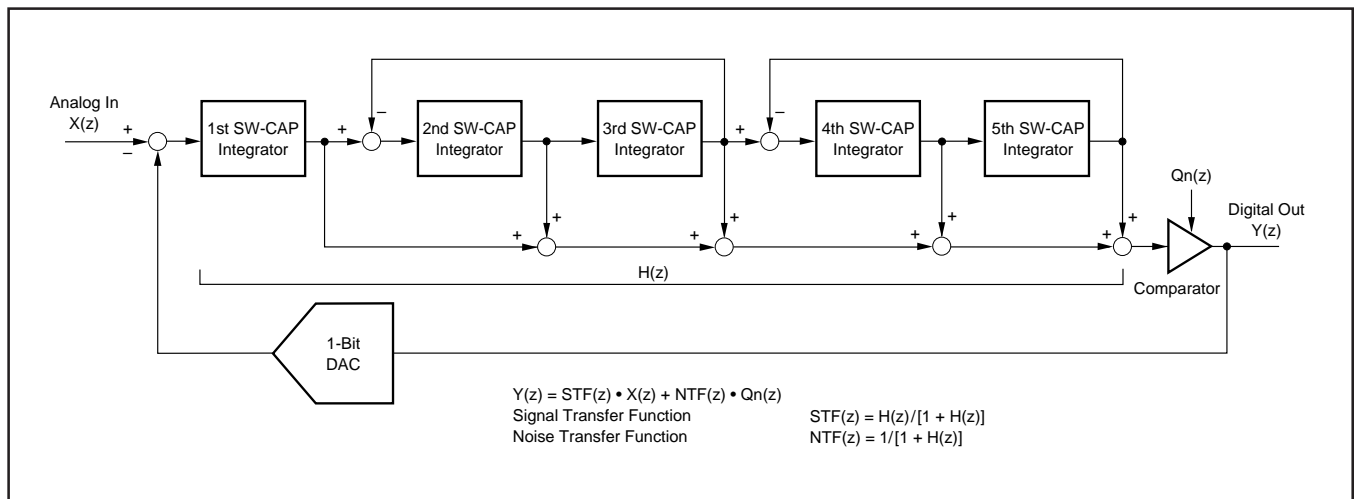 Analog In
X(z)
+
−
1st SW-CAP
Integrator
+
−
2nd SW-CAP
Integrator
3rd SW-CAP
Integrator
+
−
4th SW-CAP
Integrator
5th SW-CAP
Integrator
+
+
+
+
+
+
+
+
Qn(z)
Digital Out
Y(z)
H(z)
Comparator
1-Bit
DAC
Y(z) = STF(z) • X(z) + NTF(z) • Qn(z)
Signal Transfer Function STF(z) = H(z)/[1 + H(z)]
Noise Transfer Function NTF(z) = 1/[1 + H(z)]